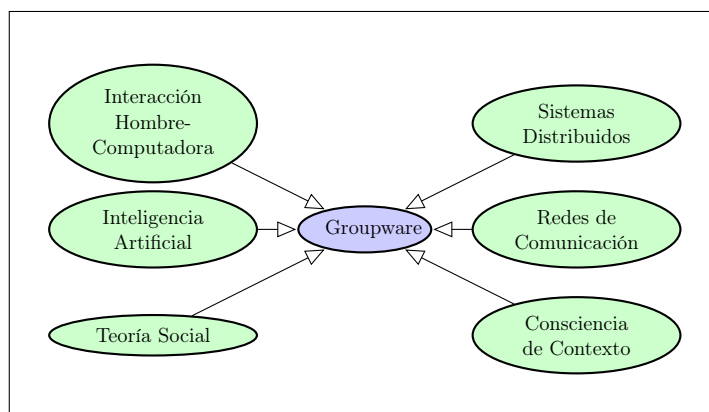 Interacción
Hombre-
Computadora
Sistemas
Distribuidos
Inteligencia
Artificial
Groupware
Redes de
Comunicación
Teoría Social
Consciencia
de Contexto